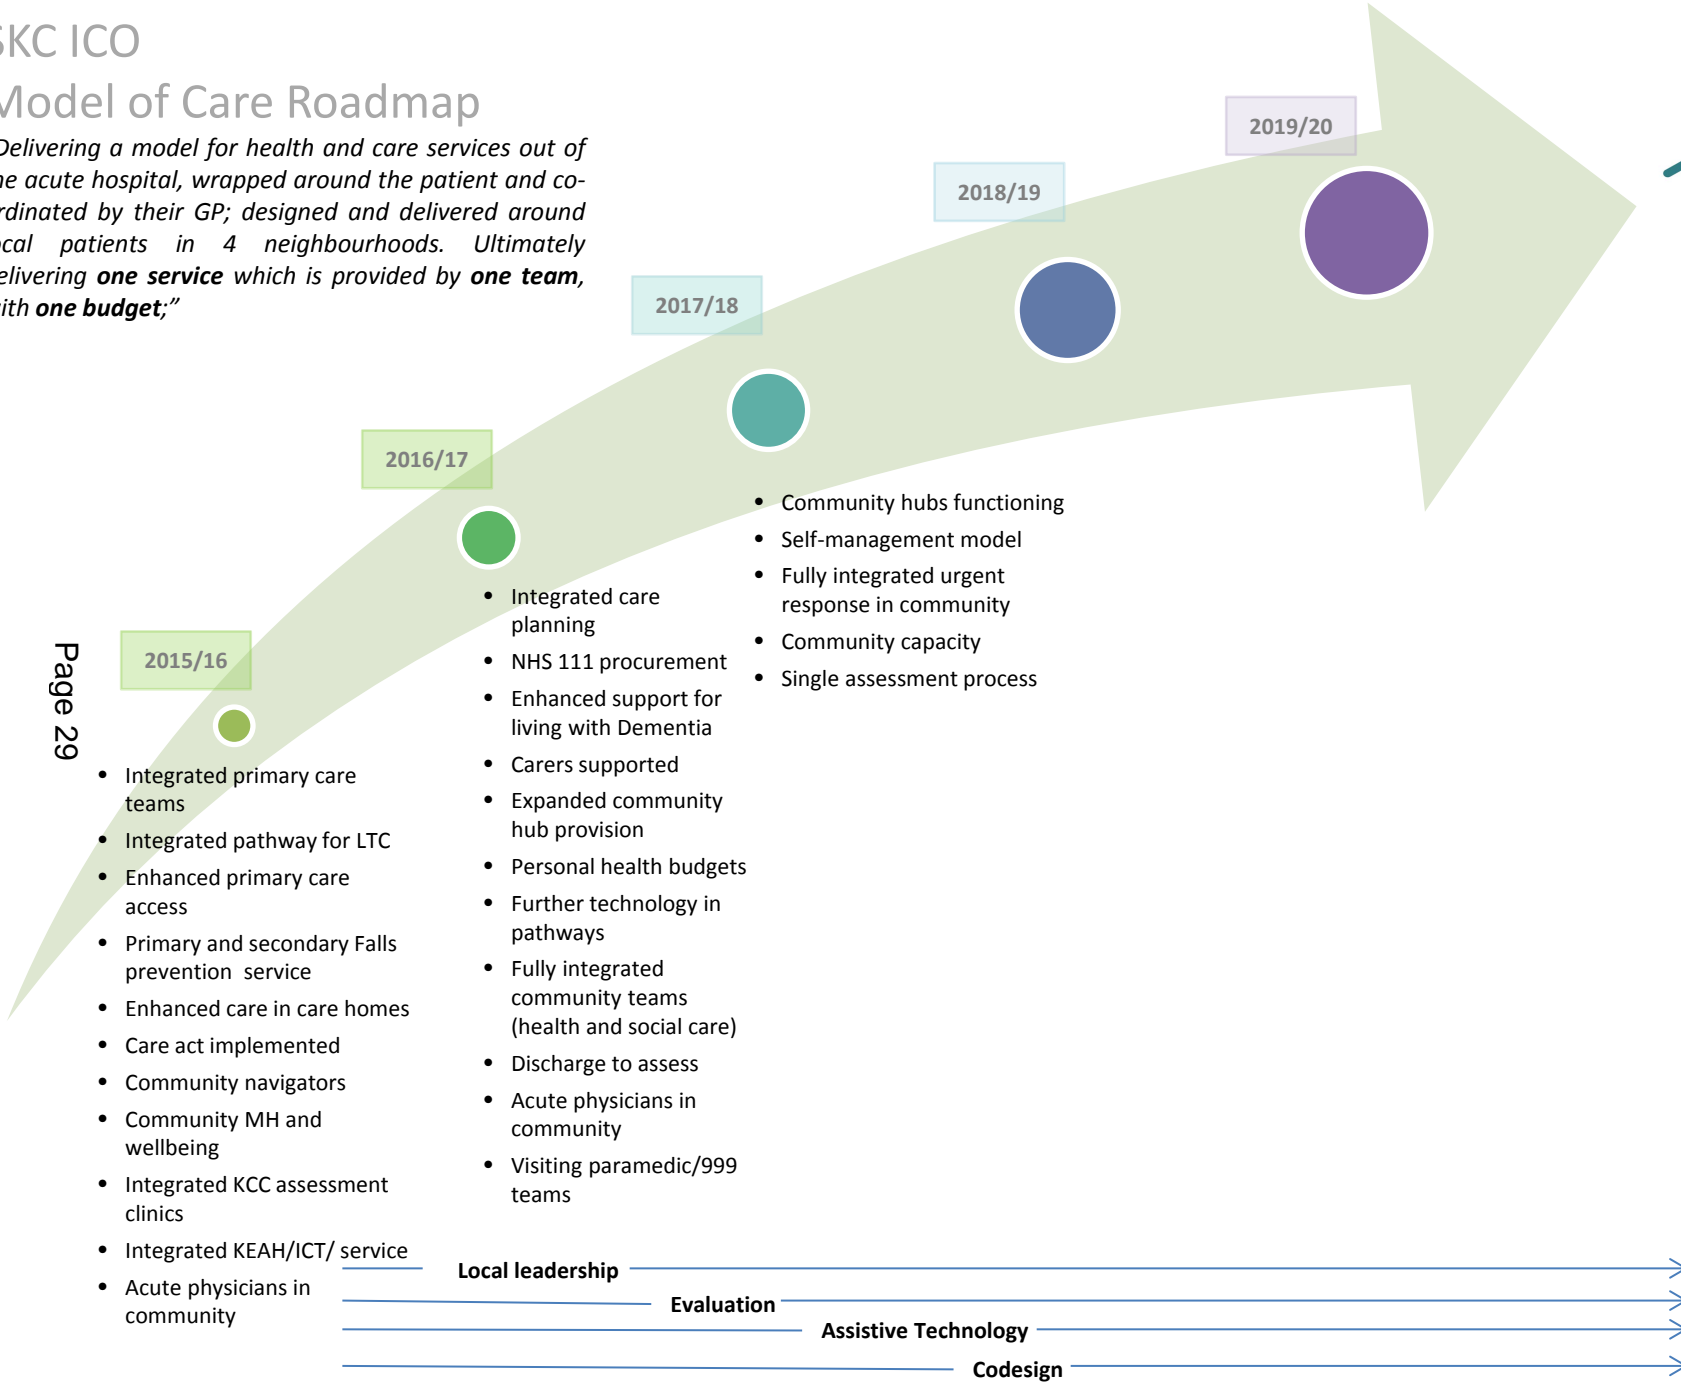 SKC ICO
Model of Care Roadmap
Delivering a model for health and care services out of
he acute hospital, wrapped around the patient and co-
rdinated by their GP; designed and delivered around
cal patients in 4 neighbourhoods. Ultimately
elivering one service which is provided by one team,
ith one budget;”
2019/20
2018/19
2017/18
2016/17
2015/16
Page 29
• Integrated primary care
teams
• Integrated pathway for LTC
• Enhanced primary care
access
• Primary and secondary Falls
prevention service
• Enhanced care in care homes
• Care act implemented
• Community navigators
• Community MH and
wellbeing
• Integrated KCC assessment
clinics
• Integrated KEAH/ICT/ service
• Acute physicians in
community
• Integrated care
planning
• NHS 111 procurement
• Enhanced support for
living with Dementia
• Carers supported
• Expanded community
hub provision
• Personal health budgets
• Further technology in
pathways
• Fully integrated
community teams
(health and social care)
• Discharge to assess
• Acute physicians in
community
• Visiting paramedic/999
teams
• Community hubs functioning
• Self-management model
• Fully integrated urgent
response in community
• Community capacity
• Single assessment process
Local leadership
Evaluation
Assistive Technology
Codesign